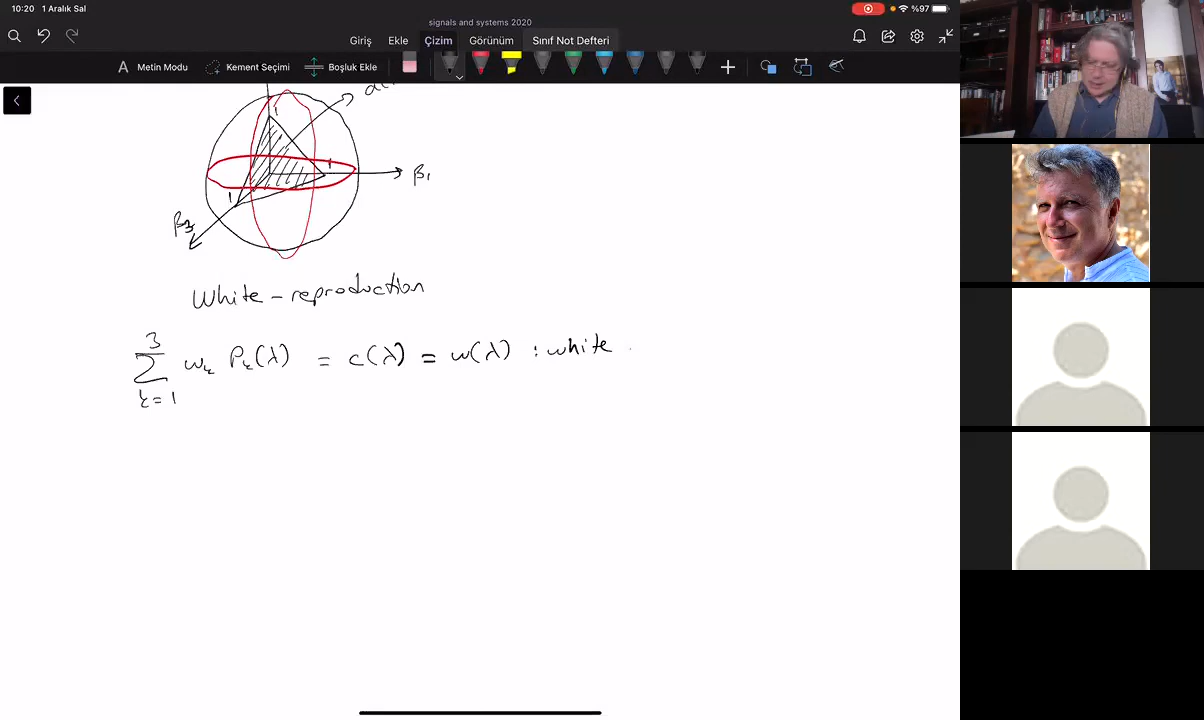 10:20 1 Aralık Sal
%97
signals and systems 2020
Giriş Ekle Çizim Görünüm Sınıf Not Defteri
A Metin Modu Kement Seçimi Boşluk Ekle
1
1
β₁
1
β₃
White - reproduction
3
∑ wₖ Pₖ(λ) = c(λ) = w(λ) : white
k=1